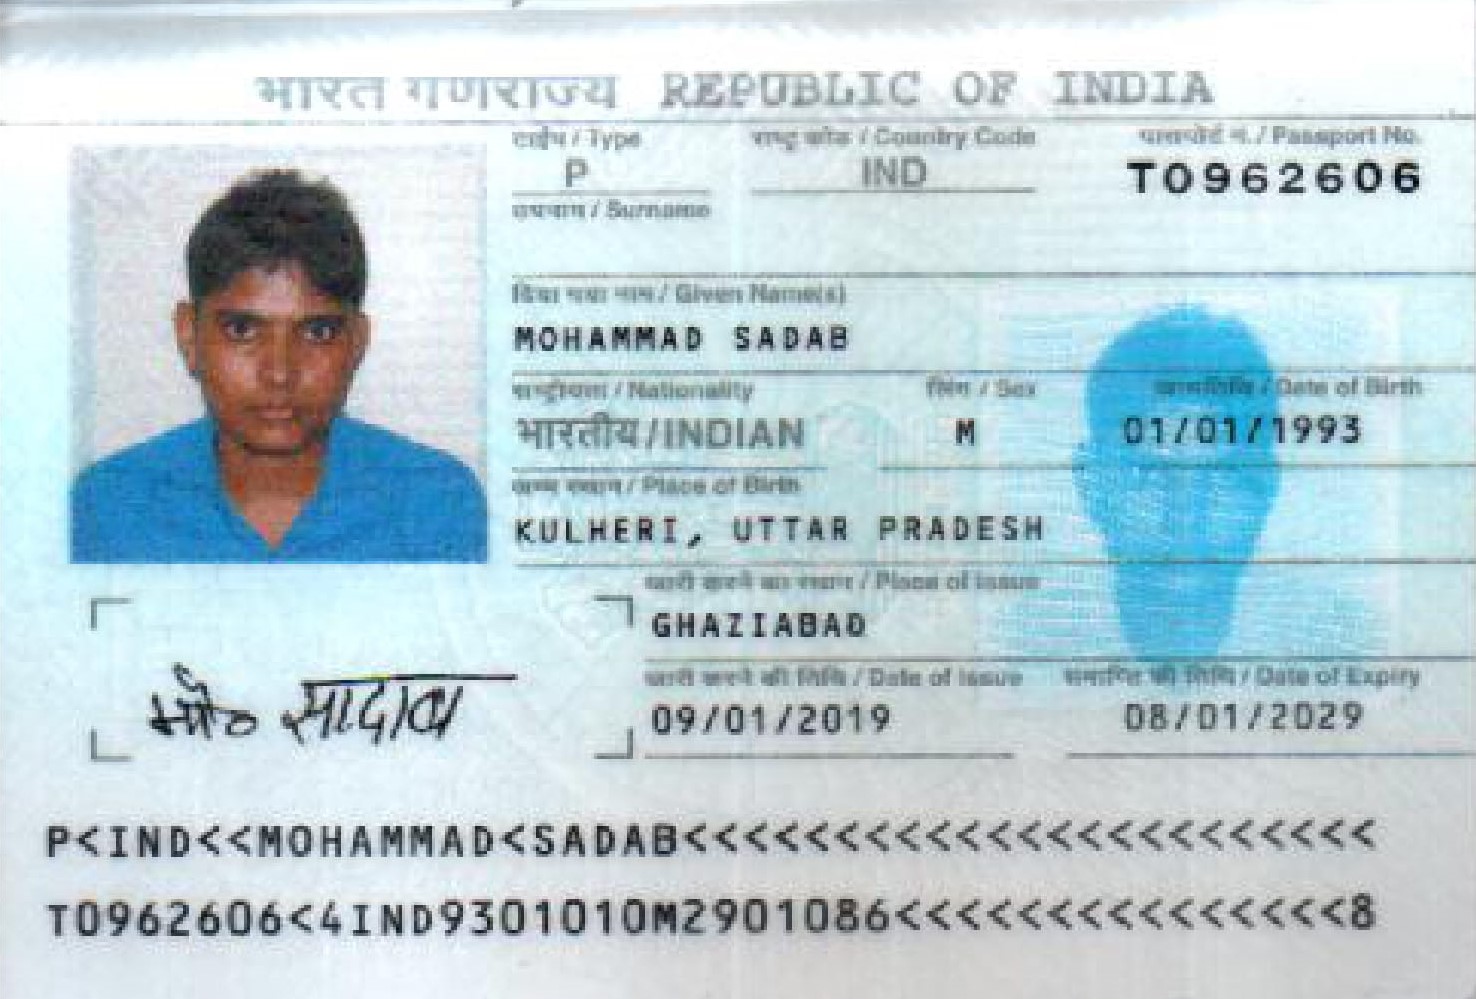 भारत गणराज्य REPUBLIC OF INDIA
टाईप / Type
राष्ट्र कोड / Country Code
पासपोर्ट नं. / Passport No.
P
IND
T0962606
उपनाम / Surname
दिया गया नाम / Given Name(s)
MOHAMMAD SADAB
राष्ट्रीयता / Nationality
लिंग / Sex
जन्मतिथि / Date of Birth
भारतीय/INDIAN
M
01/01/1993
जन्म स्थान / Place of Birth
KULHERI, UTTAR PRADESH
जारी करने का स्थान / Place of Issue
GHAZIABAD
जारी करने की तिथि / Date of Issue
समाप्ति की तिथि / Date of Expiry
09/01/2019
08/01/2029
मो० सादाब
P<IND<<MOHAMMAD<SADAB<<<<<<<<<<<<<<<<<<<<<<<
T0962606<4IND9301010M2901086<<<<<<<<<<<<<<<8